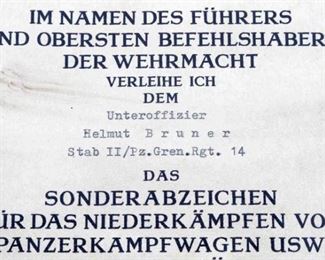 IM NAMEN DES FÜHRERS
ND OBERSTEN BEFEHLSHABER
DER WEHRMACHT
VERLEIHE ICH
DEM
Unteroffizier
Helmut Bruner
Stab II/Pz.Gren.Rgt. 14
DAS
SONDERABZEICHEN
ÜR DAS NIEDERKÄMPFEN VO
PANZERKAMPFWAGEN USW